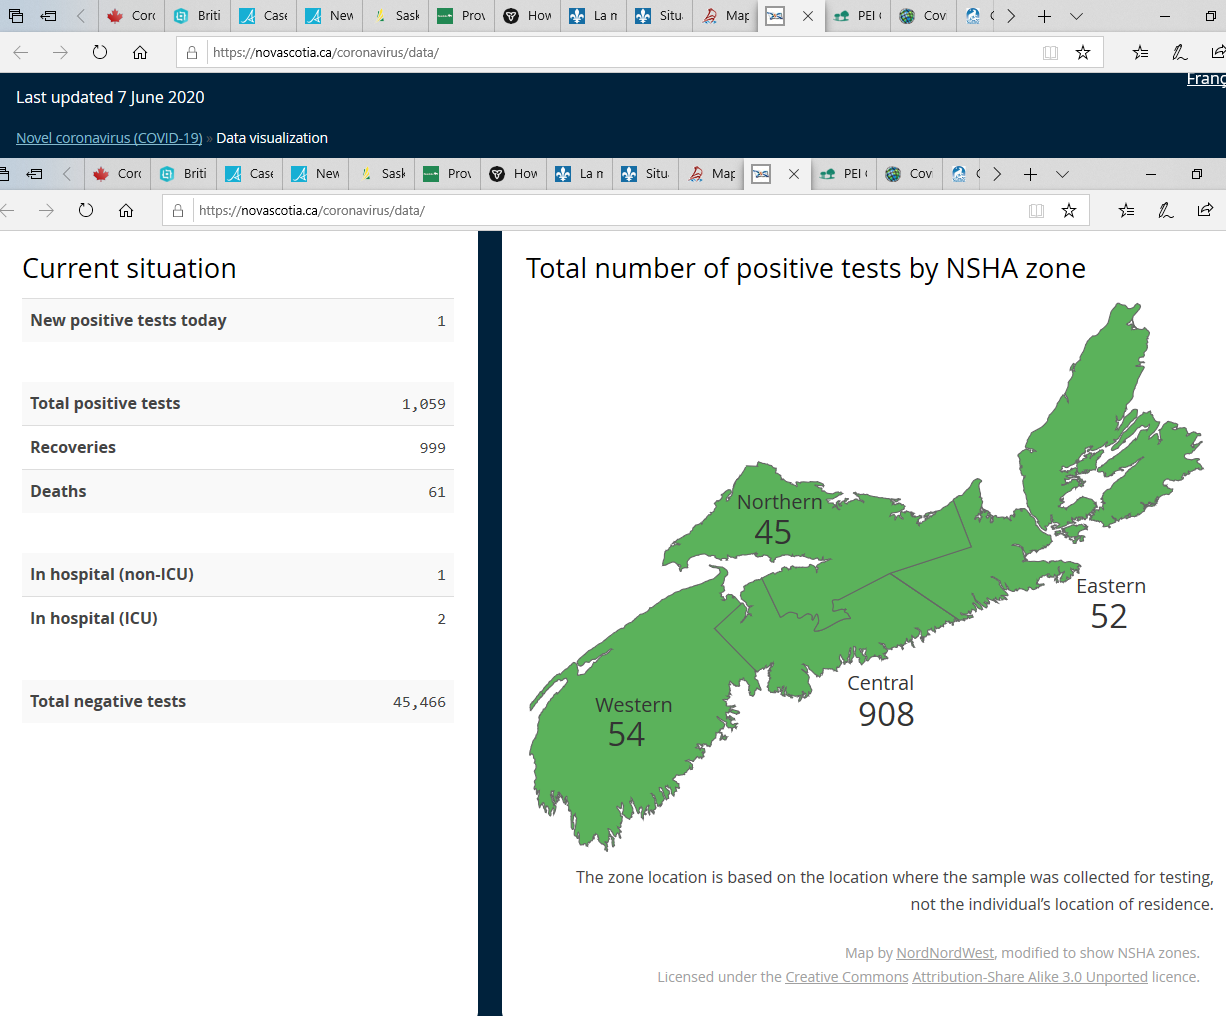 Corc
Briti
Case
New
Sask
Prov
How
La n
Situ
Map
PEI
Cov
https://novascotia.ca/coronavirus/data/
Last updated 7 June 2020
Franç
Novel coronavirus (COVID-19) » Data visualization
Corc
Briti
Case
New
Sask
Prov
How
La n
Situ
Map
PEI
Cov
https://novascotia.ca/coronavirus/data/
Current situation
New positive tests today 1
Total positive tests 1,059
Recoveries 999
Deaths 61
In hospital (non-ICU) 1
In hospital (ICU) 2
Total negative tests 45,466
Total number of positive tests by NSHA zone
Northern
45
Eastern
52
Central
908
Western
54
The zone location is based on the location where the sample was collected for testing,
not the individual's location of residence.
Map by NordNordWest, modified to show NSHA zones.
Licensed under the Creative Commons Attribution-Share Alike 3.0 Unported licence.